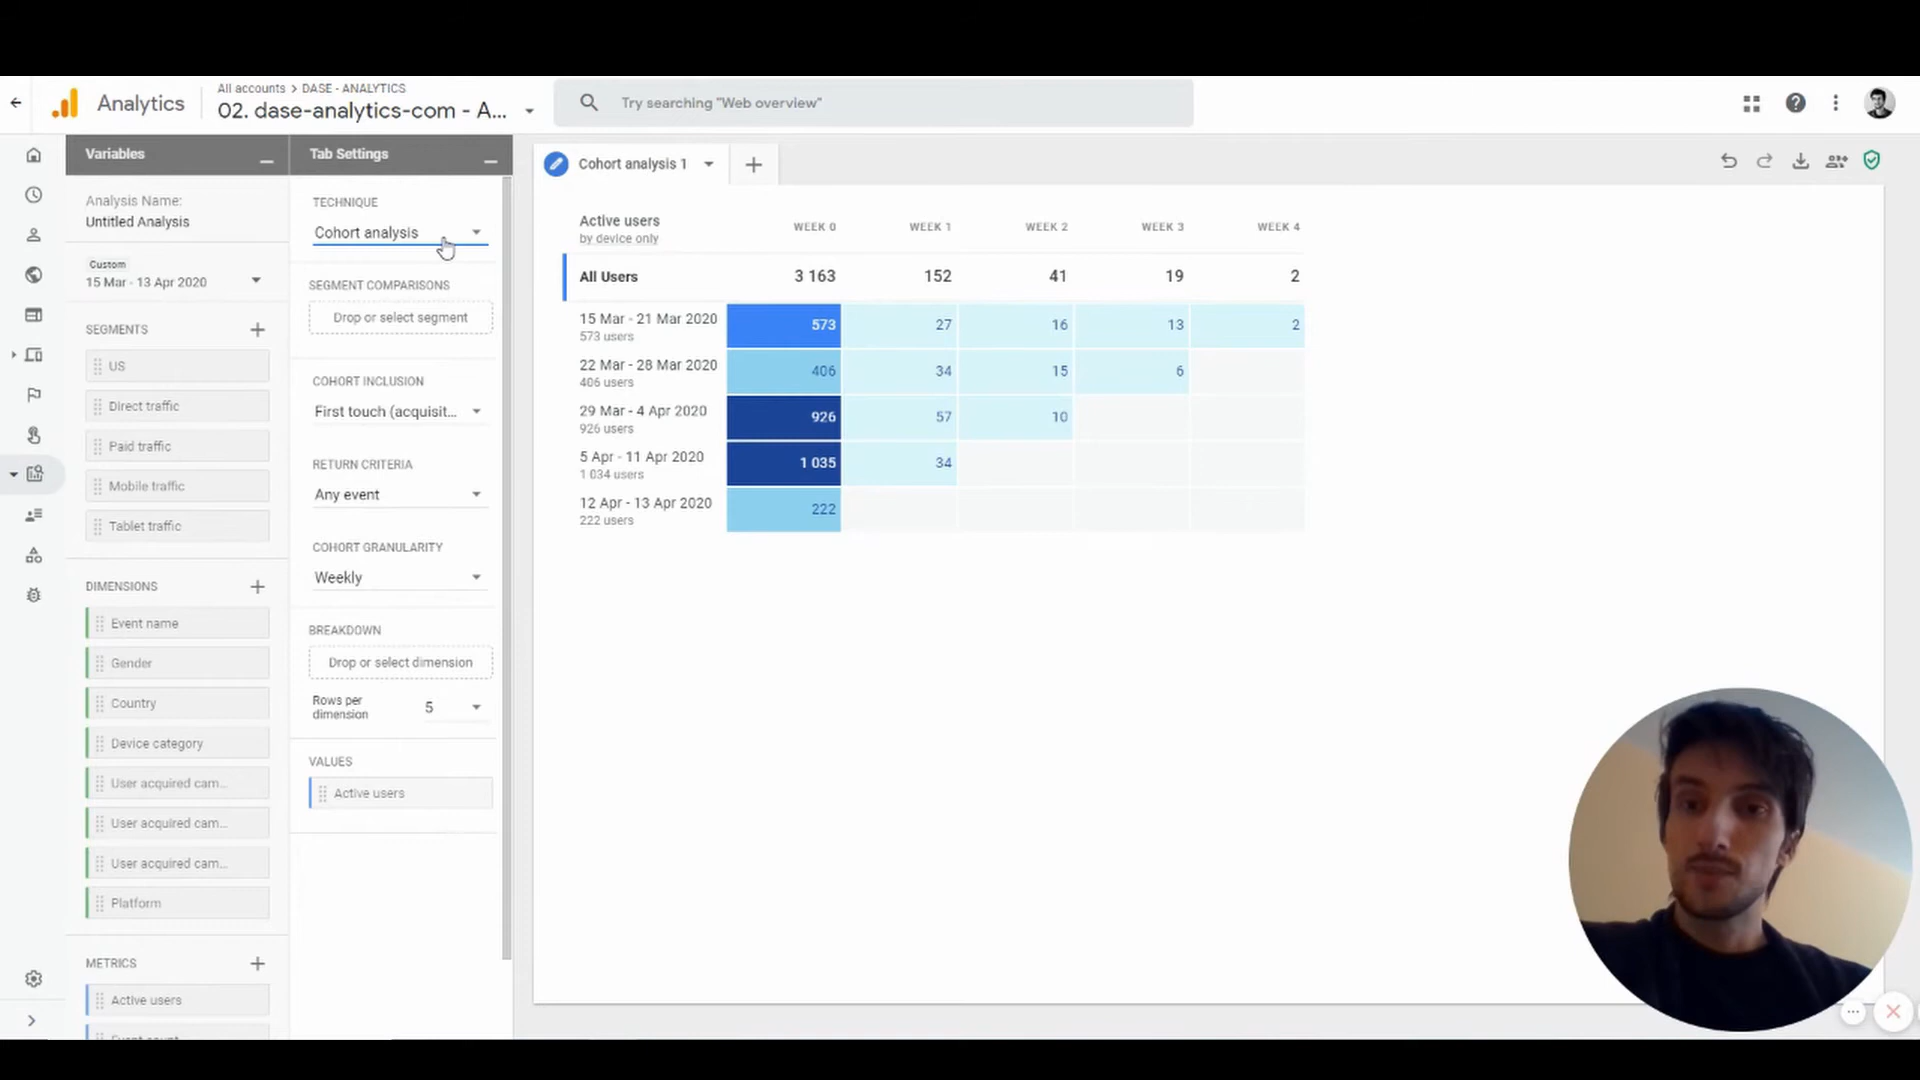 Analytics
All accounts > DASE - ANALYTICS
02. dase-analytics-com - A...
Try searching "Web overview"
Variables
Analysis Name:
Untitled Analysis
Custom
15 Mar - 13 Apr 2020
SEGMENTS
US
Direct traffic
Paid traffic
Mobile traffic
Tablet traffic
DIMENSIONS
Event name
Gender
Country
Device category
User acquired cam...
User acquired cam...
User acquired cam...
Platform
METRICS
Active users
Event count
Tab Settings
TECHNIQUE
Cohort analysis
SEGMENT COMPARISONS
Drop or select segment
COHORT INCLUSION
First touch (acquisit...
RETURN CRITERIA
Any event
COHORT GRANULARITY
Weekly
BREAKDOWN
Drop or select dimension
Rows per
dimension
5
VALUES
Active users
Cohort analysis 1
Active users
by device only
WEEK 0 WEEK 1 WEEK 2 WEEK 3 WEEK 4
All Users 3 163 152 41 19 2
15 Mar - 21 Mar 2020
573 users
573 27 16 13 2
22 Mar - 28 Mar 2020
406 users
406 34 15 6
29 Mar - 4 Apr 2020
926 users
926 57 10
5 Apr - 11 Apr 2020
1 034 users
1 035 34
12 Apr - 13 Apr 2020
222 users
222